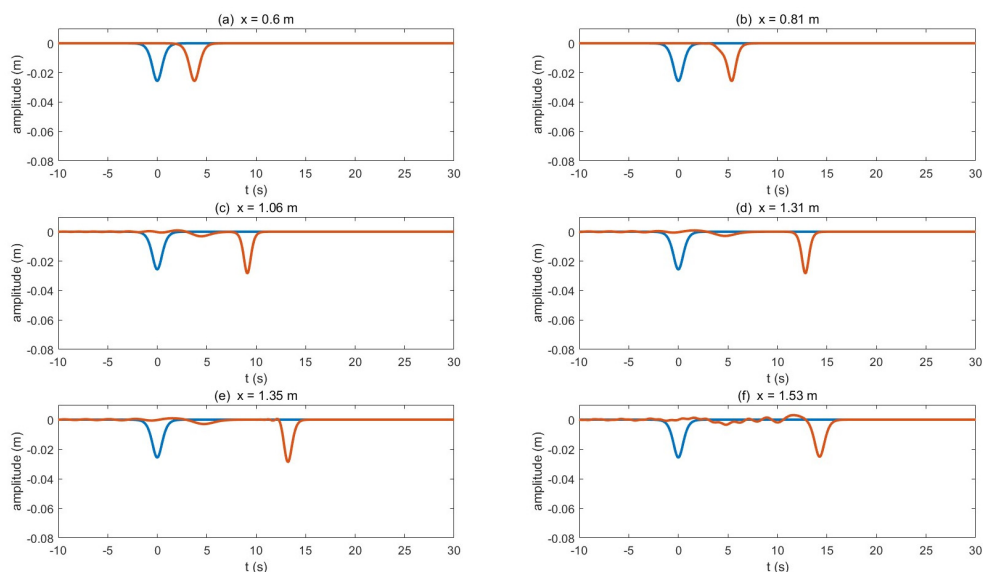 (a) x = 0.6 m
0
-0.02
-0.04
-0.06
-0.08
amplitude (m)
-10 -5 0 5 10 15 20 25 30
t (s)
(b) x = 0.81 m
0
-0.02
-0.04
-0.06
-0.08
amplitude (m)
-10 -5 0 5 10 15 20 25 30
t (s)
(c) x = 1.06 m
0
-0.02
-0.04
-0.06
-0.08
amplitude (m)
-10 -5 0 5 10 15 20 25 30
t (s)
(d) x = 1.31 m
0
-0.02
-0.04
-0.06
-0.08
amplitude (m)
-10 -5 0 5 10 15 20 25 30
t (s)
(e) x = 1.35 m
0
-0.02
-0.04
-0.06
-0.08
amplitude (m)
-10 -5 0 5 10 15 20 25 30
t (s)
(f) x = 1.53 m
0
-0.02
-0.04
-0.06
-0.08
amplitude (m)
-10 -5 0 5 10 15 20 25 30
t (s)